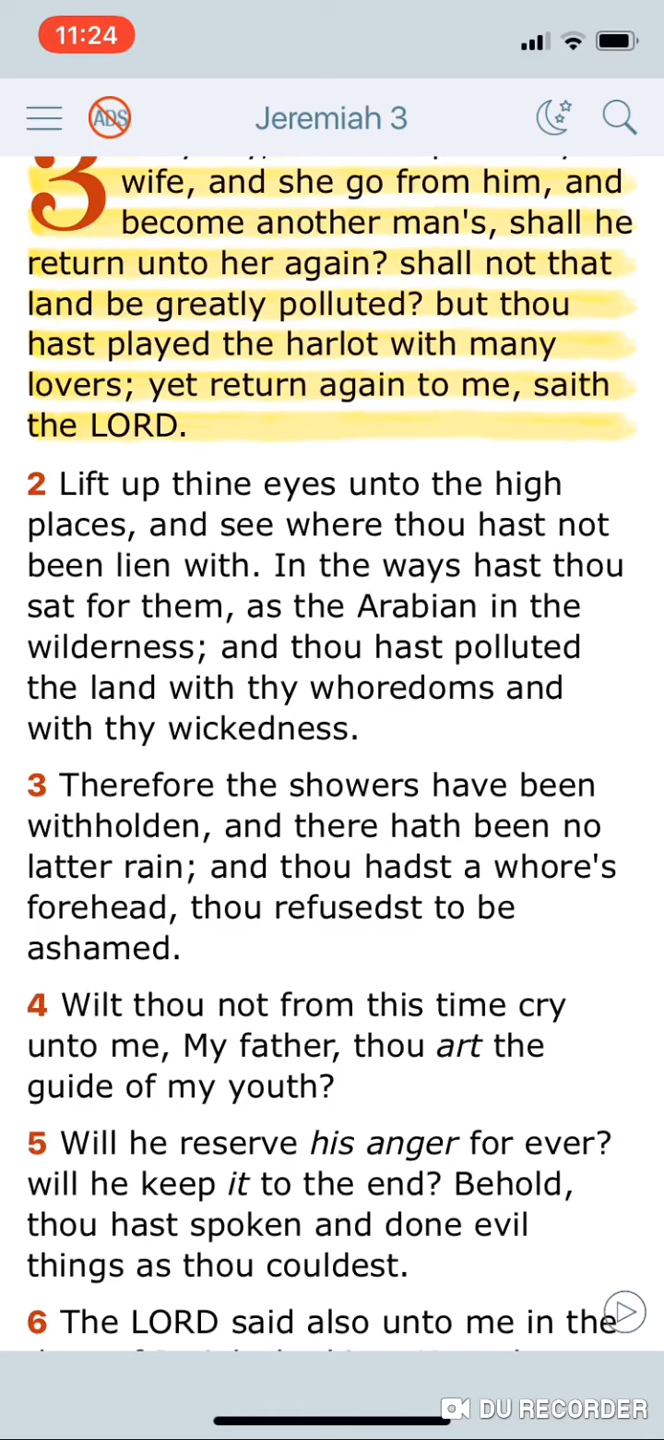 11:24
ADS
Jeremiah 3
3
wife, and she go from him, and
become another man's, shall he
return unto her again? shall not that
land be greatly polluted? but thou
hast played the harlot with many
lovers; yet return again to me, saith
the LORD.
2 Lift up thine eyes unto the high
places, and see where thou hast not
been lien with. In the ways hast thou
sat for them, as the Arabian in the
wilderness; and thou hast polluted
the land with thy whoredoms and
with thy wickedness.
3 Therefore the showers have been
withholden, and there hath been no
latter rain; and thou hadst a whore's
forehead, thou refusedst to be
ashamed.
4 Wilt thou not from this time cry
unto me, My father, thou art the
guide of my youth?
5 Will he reserve his anger for ever?
will he keep it to the end? Behold,
thou hast spoken and done evil
things as thou couldest.
6 The LORD said also unto me in the
DU RECORDER